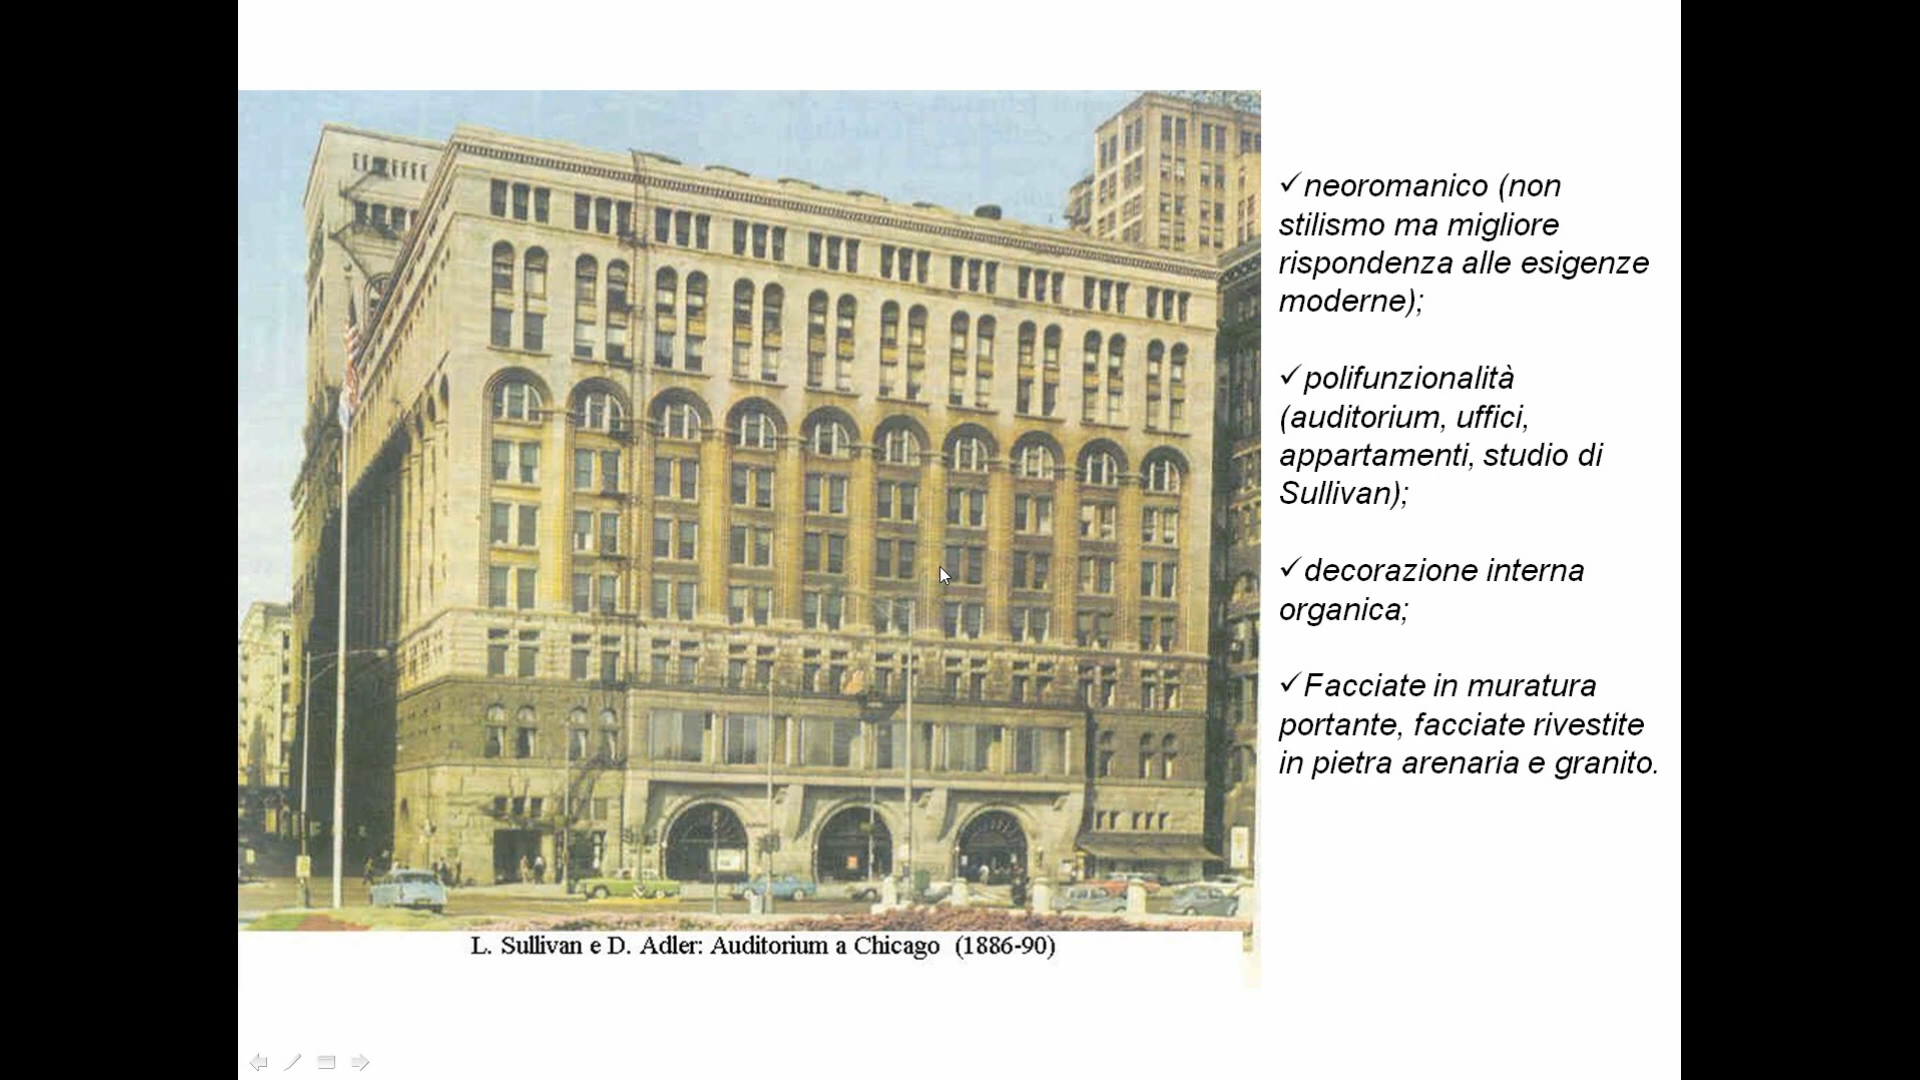 ✓neoromanico (non
stilismo ma migliore
rispondenza alle esigenze
moderne);
✓polifunzionalità
(auditorium, uffici,
appartamenti, studio di
Sullivan);
✓decorazione interna
organica;
✓Facciate in muratura
portante, facciate rivestite
in pietra arenaria e granito.
L. Sullivan e D. Adler: Auditorium a Chicago (1886-90)